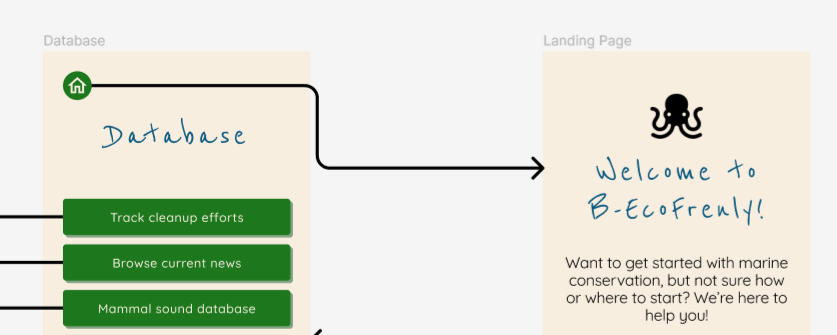 Database
Landing Page
Database
Track cleanup efforts
Browse current news
Mammal sound database
Welcome to
B-EcoFrenly!
Want to get started with marine
conservation, but not sure how
or where to start? We're here to
help you!